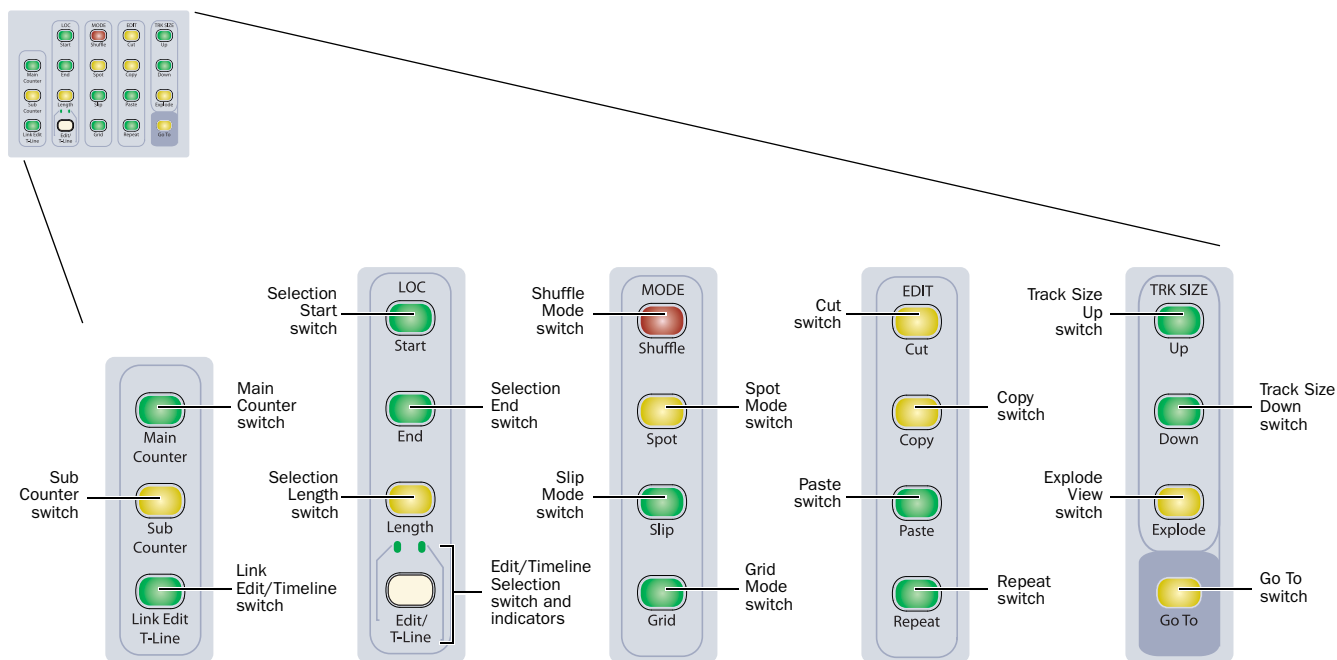 LOC
MODE
EDIT
TRK SIZE
Start
Shuffle
Cut
Up
Main
Counter
End
Spot
Copy
Down
Sub
Counter
Length
Slip
Paste
Explode
Link Edit
T-Line
Edit/
T-Line
Grid
Repeat
Go To
Main
Counter
Sub
Counter
Link Edit
T-Line
Main
Counter
switch
Sub
Counter
switch
Link
Edit/Timeline
switch
LOC
Start
End
Length
Edit/
T-Line
Selection
Start
switch
Selection
End
switch
Selection
Length
switch
Edit/Timeline
Selection
switch and
indicators
MODE
Shuffle
Spot
Slip
Grid
Shuffle
Mode
switch
Spot
Mode
switch
Slip
Mode
switch
Grid
Mode
switch
EDIT
Cut
Copy
Paste
Repeat
Cut
switch
Copy
switch
Paste
switch
Repeat
switch
TRK SIZE
Up
Down
Explode
Go To
Track Size
Up
switch
Track Size
Down
switch
Explode
View
switch
Go To
switch